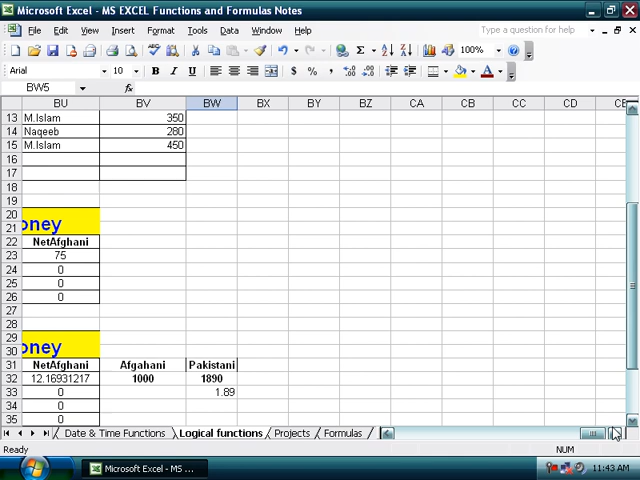 Microsoft Excel - MS EXCEL Functions and Formulas Notes
File Edit View Insert Format Tools Data Window Help
Type a question for help
Σ 100%
Arial 10 B I U $ % ,
BW5 fx
BU BV BW BX BY BZ CA CB CC CD CE
13 M.Islam 350
14 Naqeeb 280
15 M.Islam 450
16
17
18
19
20
21 oney
22 NetAfghani
23 75
24 0
25 0
26 0
27
28
29
30 oney
31 NetAfghani Afgahani Pakistani
32 12.16931217 1000 1890
33 0 1.89
34 0
35 0
Date & Time Functions Logical functions Projects Formulas
Ready NUM
start Microsoft Excel - MS ... 11:43 AM